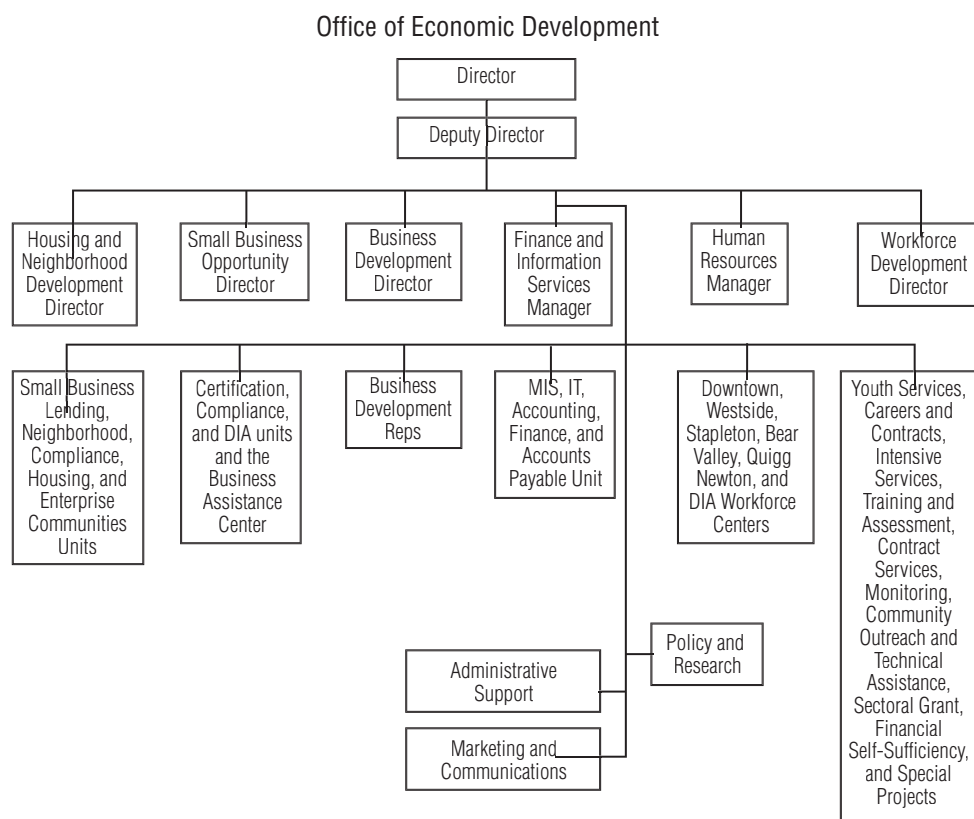 Office of Economic Development
Director
Deputy Director
Housing and
Neighborhood
Development
Director
Small Business
Opportunity
Director
Business
Development
Director
Finance and
Information
Services
Manager
Human
Resources
Manager
Workforce
Development
Director
Small Business
Lending,
Neighborhood,
Compliance,
Housing, and
Enterprise
Communities
Units
Certification,
Compliance,
and DIA units
and the
Business
Assistance
Center
Business
Development
Reps
MIS, IT,
Accounting,
Finance, and
Accounts
Payable Unit
Downtown,
Westside,
Stapleton, Bear
Valley, Quigg
Newton, and
DIA Workforce
Centers
Youth Services,
Careers and
Contracts,
Intensive
Services,
Training and
Assessment,
Contract
Services,
Monitoring,
Community
Outreach and
Technical
Assistance,
Sectoral Grant,
Financial
Self-Sufficiency,
and Special
Projects
Policy and
Research
Administrative
Support
Marketing and
Communications